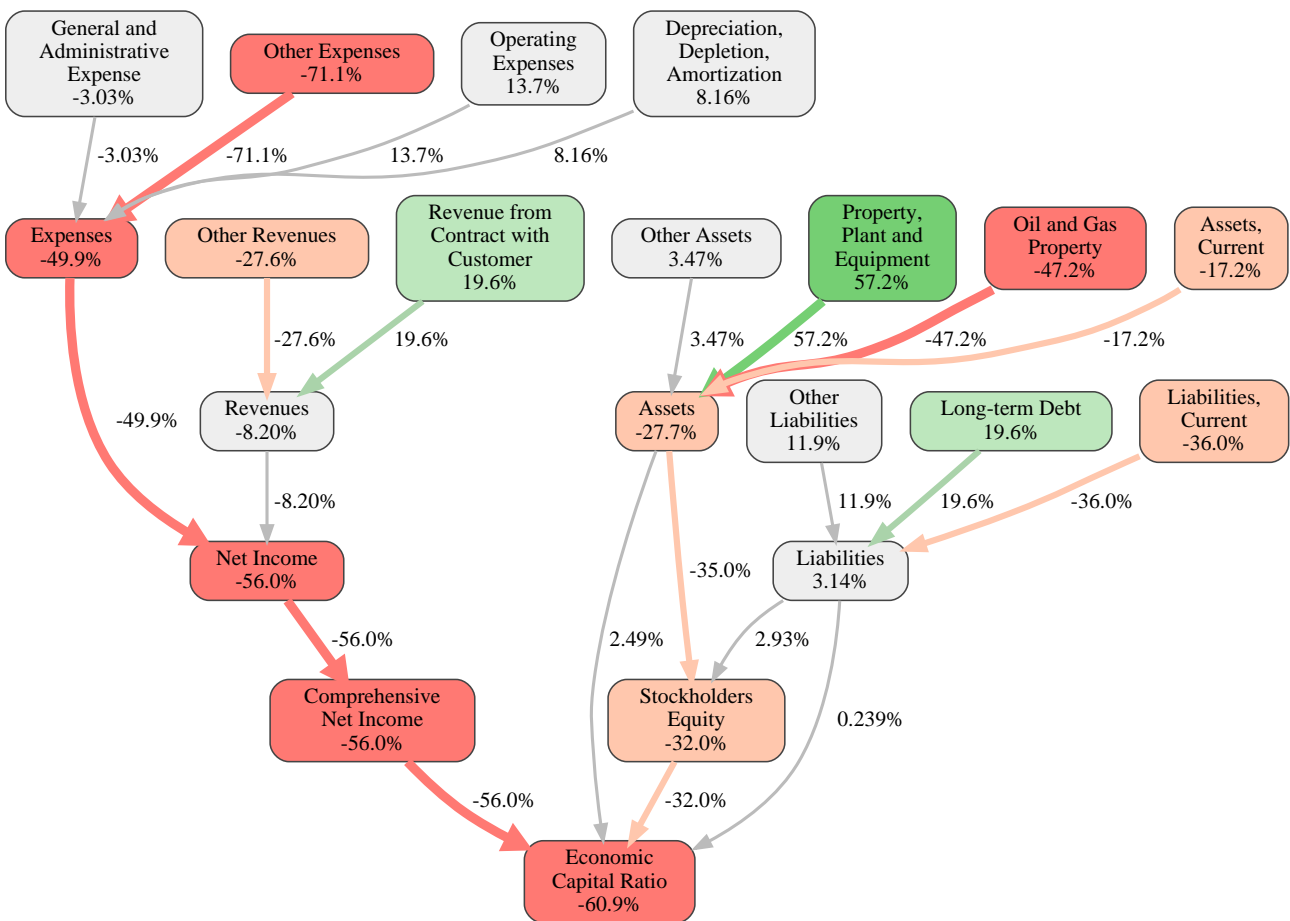 General and
Administrative
Expense
-3.03%
Other Expenses
-71.1%
Operating
Expenses
13.7%
Depreciation,
Depletion,
Amortization
8.16%
-3.03%
-71.1%
13.7%
8.16%
Expenses
-49.9%
Other Revenues
-27.6%
Revenue from
Contract with
Customer
19.6%
Other Assets
3.47%
Property,
Plant and
Equipment
57.2%
Oil and Gas
Property
-47.2%
Assets,
Current
-17.2%
-27.6%
19.6%
3.47%
57.2%
-47.2%
-17.2%
-49.9%
Revenues
-8.20%
Assets
-27.7%
Other
Liabilities
11.9%
Long-term Debt
19.6%
Liabilities,
Current
-36.0%
-8.20%
-35.0%
11.9%
19.6%
-36.0%
Net Income
-56.0%
Liabilities
3.14%
-56.0%
2.49%
2.93%
0.239%
Comprehensive
Net Income
-56.0%
Stockholders
Equity
-32.0%
-56.0%
-32.0%
Economic
Capital Ratio
-60.9%